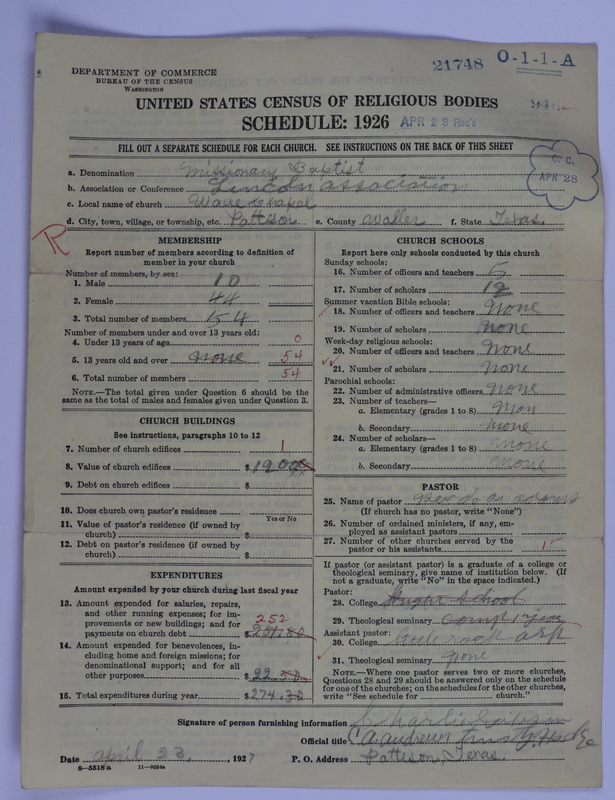 21748 O-1-1-A
DEPARTMENT OF COMMERCE
BUREAU OF THE CENSUS
WASHINGTON
UNITED STATES CENSUS OF RELIGIOUS BODIES
SCHEDULE: 1926 APR 28 Rec'd
FILL OUT A SEPARATE SCHEDULE FOR EACH CHURCH. SEE INSTRUCTIONS ON THE BACK OF THIS SHEET
C. C.
APR 28
a. Denomination Missionary Baptist
b. Association or Conference Lincoln association
c. Local name of church Chapel
d. City, town, village, or township, etc. Pattison e. County Waller f. State Texas.
R
MEMBERSHIP
Report number of members according to definition of
member in your church
Number of members, by sex:
1. Male 10
2. Female 44
3. Total number of members 54
Number of members under and over 13 years old:
4. Under 13 years of age 0
5. 13 years old and over none 54
6. Total number of members 54
NOTE.—The total given under Question 6 should be
the same as the total of males and females given under Question 3.
CHURCH BUILDINGS
See instructions, paragraphs 10 to 12
7. Number of church edifices 1
8. Value of church edifices $
9. Debt on church edifices $
10. Does church own pastor's residence?
Yes or No
11. Value of pastor's residence (if owned by
church) $
12. Debt on pastor's residence (if owned by
church) $
EXPENDITURES
Amount expended by your church during last fiscal year
13. Amount expended for salaries, repairs,
and other running expenses; for im-
provements or new buildings; and for 252
payments on church debt $
14. Amount expended for benevolences, in-
cluding home and foreign missions; for
denominational support; and for all
other purposes $ 22
15. Total expenditures during year $ 274.30
CHURCH SCHOOLS
Report here only schools conducted by this church
Sunday schools:
16. Number of officers and teachers 5
17. Number of scholars 12
Summer vacation Bible schools:
18. Number of officers and teachers None
19. Number of scholars none
Week-day religious schools:
20. Number of officers and teachers None
21. Number of scholars None
Parochial schools:
22. Number of administrative officers None
23. Number of teachers—
a. Elementary (grades 1 to 8) Non
b. Secondary none
24. Number of scholars—
a. Elementary (grades 1 to 8) none
b. Secondary none
PASTOR
25. Name of pastor
(If church has no pastor, write "None")
26. Number of ordained ministers, if any, em-
ployed as assistant pastors
27. Number of other churches served by the
pastor or his assistants 1
If pastor (or assistant pastor) is a graduate of a college or
theological seminary, give name of institution below. (If
not a graduate, write "No" in the space indicated.)
Pastor:
28. College School
29. Theological seminary
Assistant pastor:
30. College
31. Theological seminary none
NOTE.—Where one pastor serves two or more churches,
Questions 28 and 29 should be answered only on the schedule
for one of the churches; on the schedules for the other churches,
write "See schedule for church."
Signature of person furnishing information Charlie
Official title
Date April 23, 1927 P. O. Address Pattison, Texas.
8—5518a 11—9024a